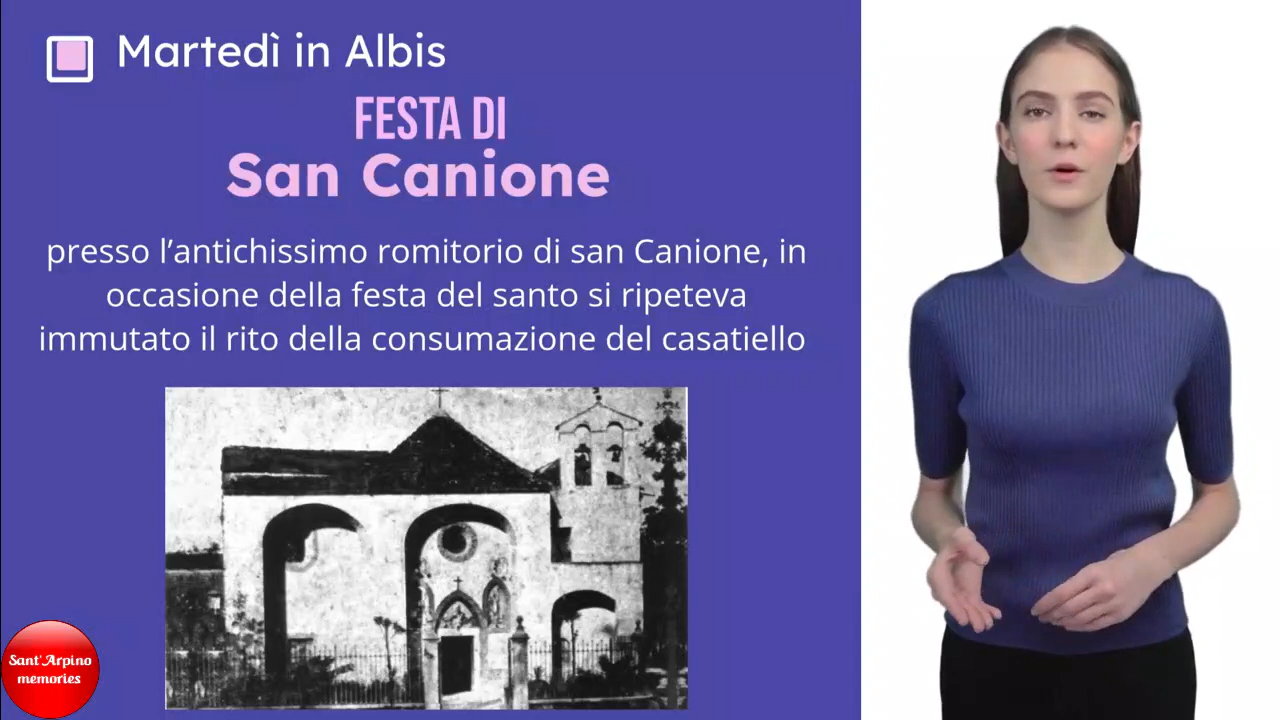 Martedì in Albis
FESTA DI
San Canione
presso l’antichissimo romitorio di san Canione, in
occasione della festa del santo si ripeteva
immutato il rito della consumazione del casatiello
Sant'Arpino
memories